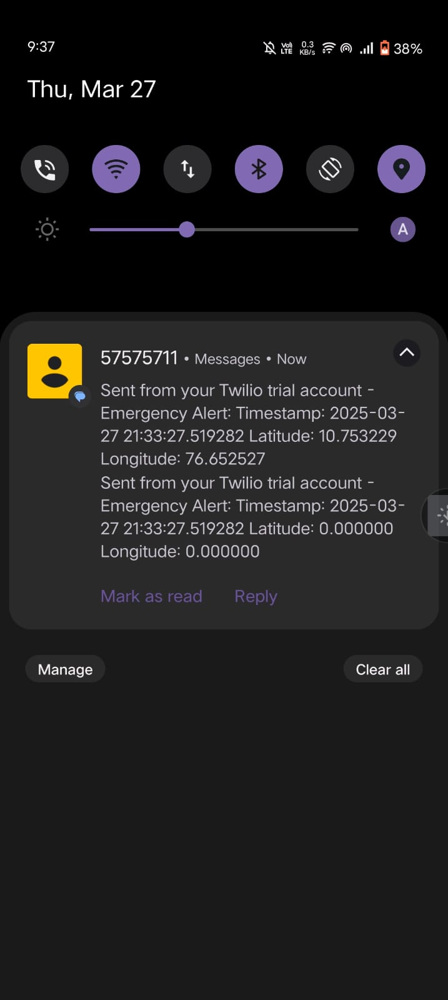 9:37
Vo) LTE 0.3 KB/s 38%
Thu, Mar 27
A
57575711 • Messages • Now
Sent from your Twilio trial account -
Emergency Alert: Timestamp: 2025-03-
27 21:33:27.519282 Latitude: 10.753229
Longitude: 76.652527
Sent from your Twilio trial account -
Emergency Alert: Timestamp: 2025-03-
27 21:33:27.519282 Latitude: 0.000000
Longitude: 0.000000
Mark as read Reply
Manage Clear all